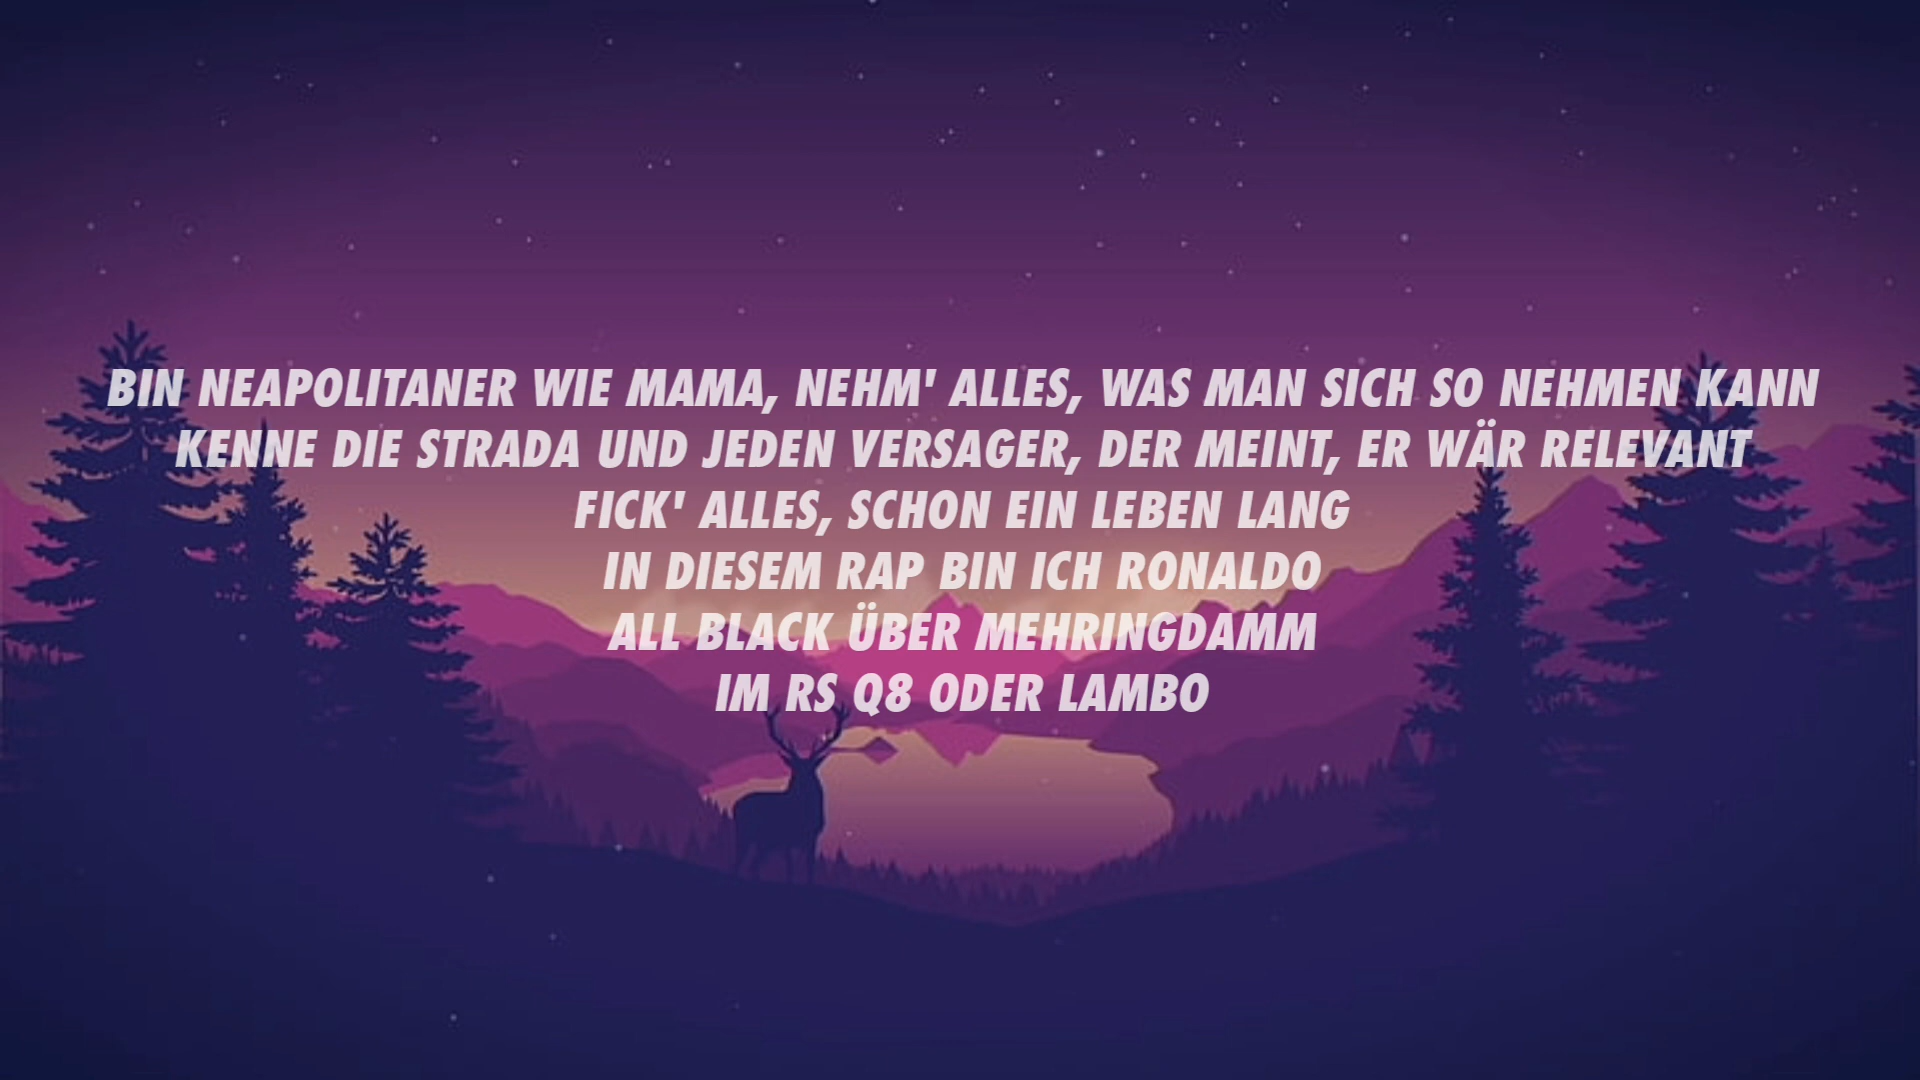 BIN NEAPOLITANER WIE MAMA, NEHM' ALLES, WAS MAN SICH SO NEHMEN KANN
KENNE DIE STRADA UND JEDEN VERSAGER, DER MEINT, ER WÄR RELEVANT
FICK' ALLES, SCHON EIN LEBEN LANG
IN DIESEM RAP BIN ICH RONALDO
ALL BLACK ÜBER MEHRINGDAMM
IM RS Q8 ODER LAMBO